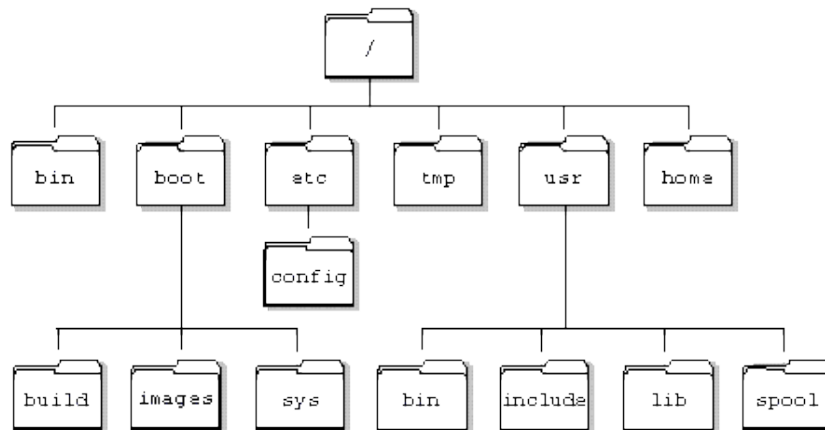 /
bin boot etc tmp usr home
config
build images sys bin include lib spool